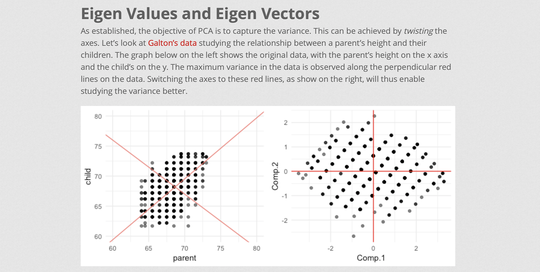 Eigen Values and Eigen Vectors
As established, the objective of PCA is to capture the variance. This can be achieved by twisting the
axes. Let's look at Galton's data studying the relationship between a parent's height and their
children. The graph below on the left shows the original data, with the parent's height on the x axis
and the child's on the y. The maximum variance in the data is observed along the perpendicular red
lines on the data. Switching the axes to these red lines, as show on the right, will thus enable
studying the variance better.
80
75
70
65
60
child
60 65 70 75 80
parent
2
1
0
-1
-2
Comp.2
-2 0 2
Comp.1